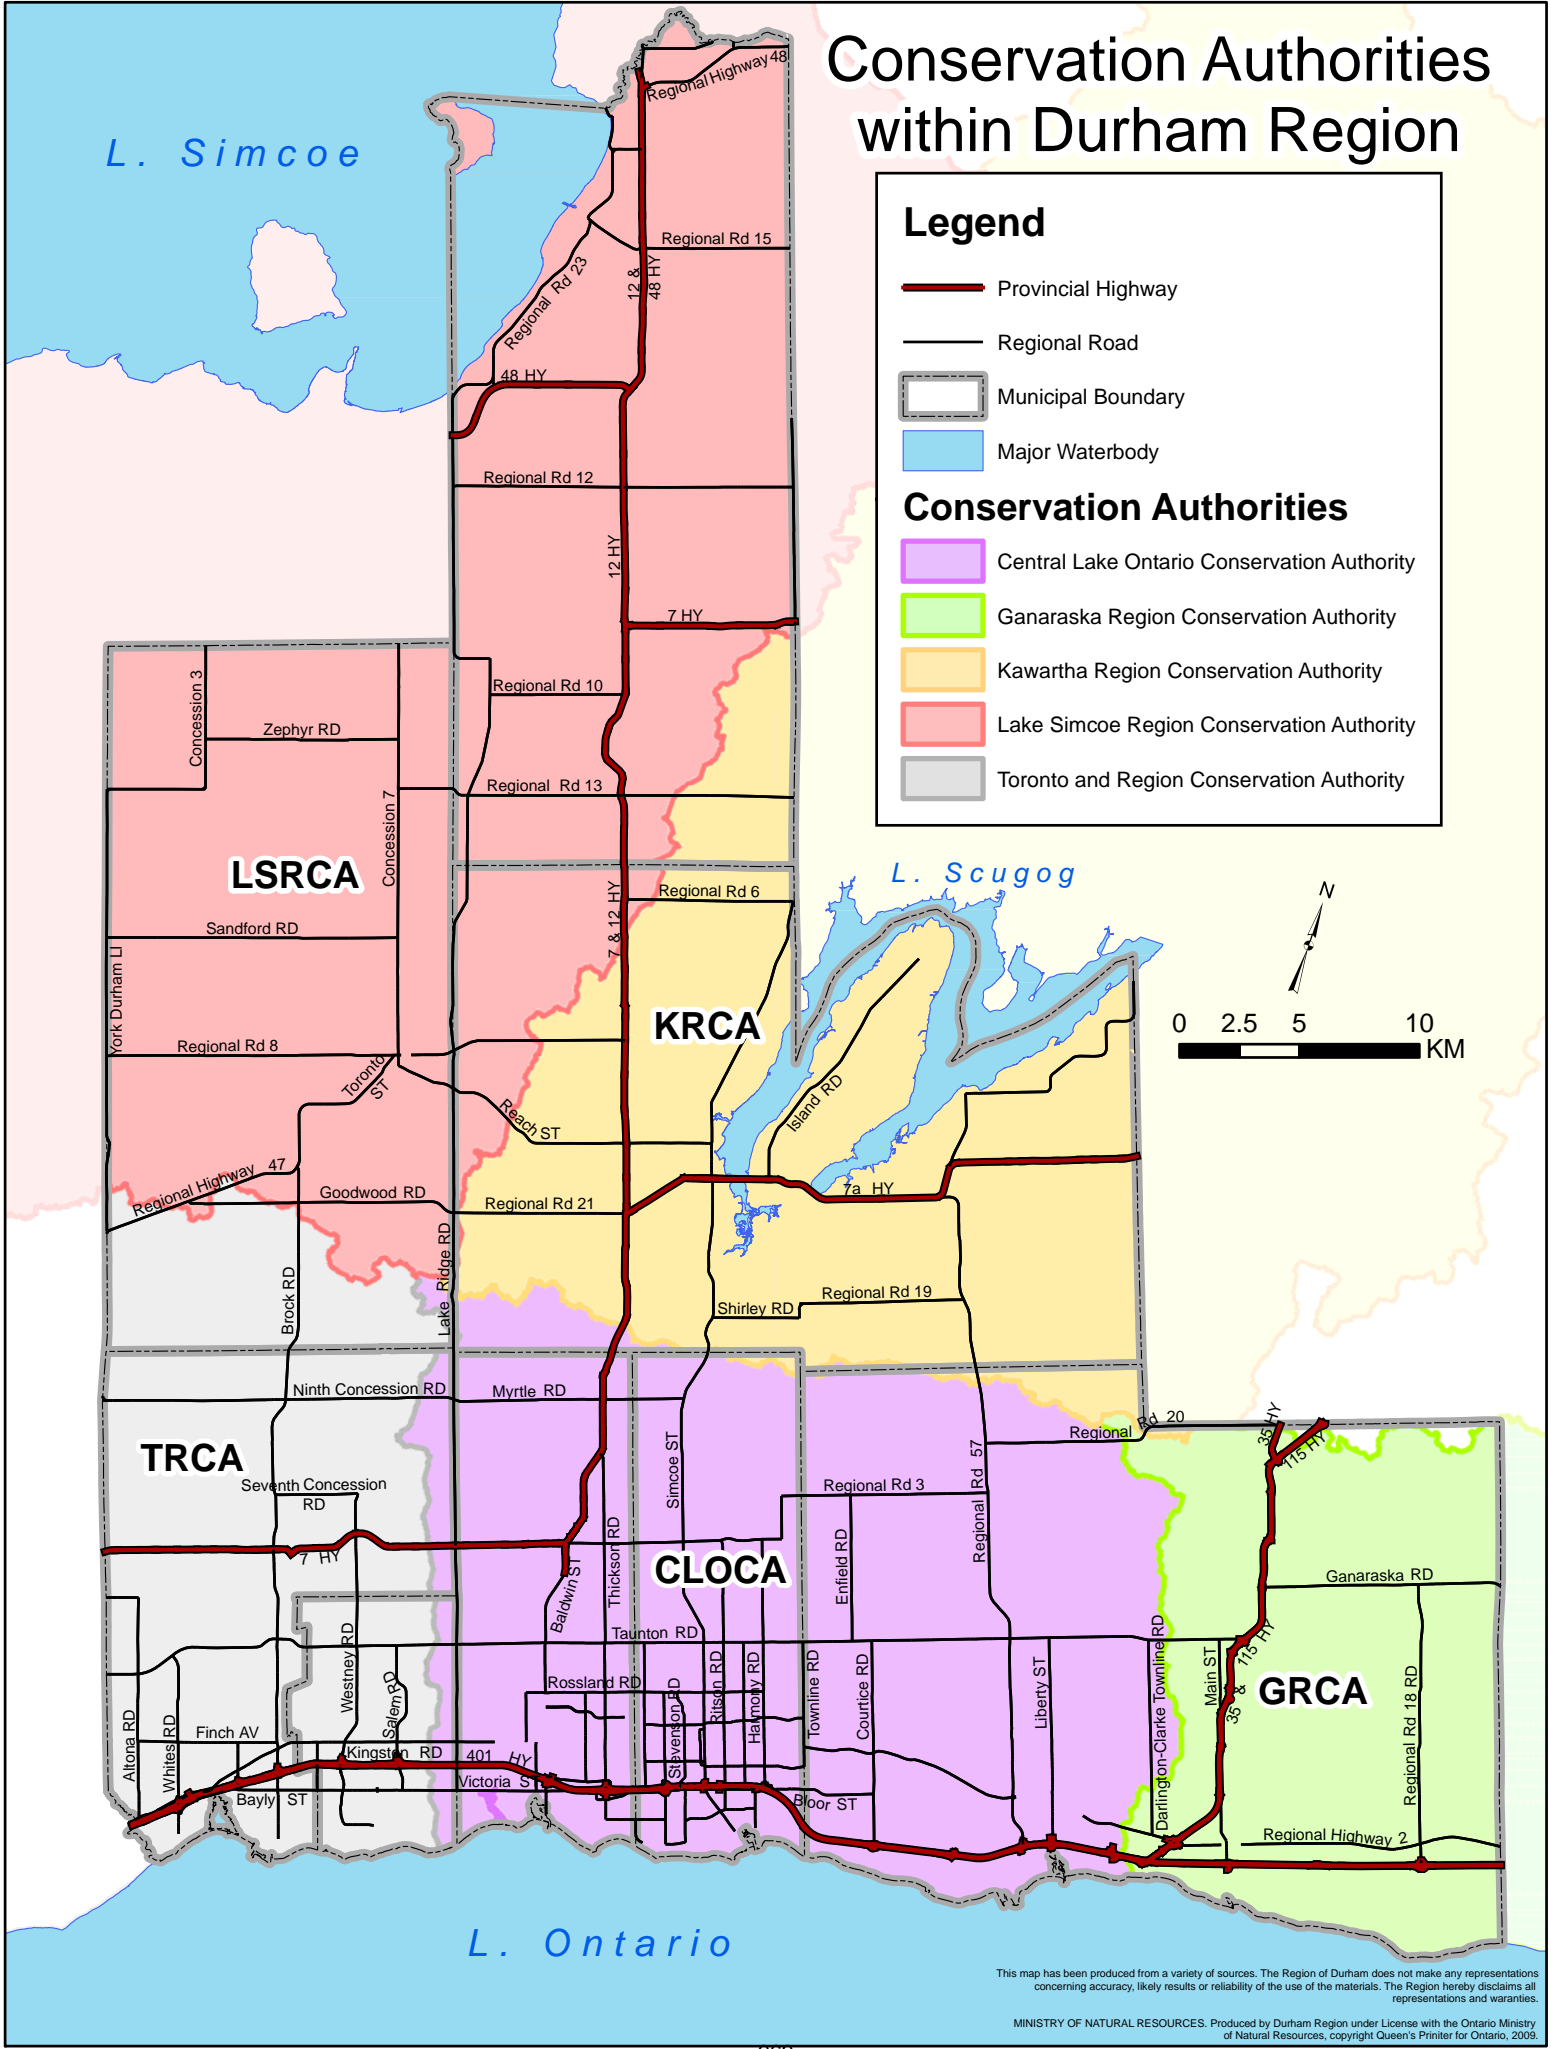 Conservation Authorities
within Durham Region
L. Simcoe
Legend
Provincial Highway
Regional Road
Municipal Boundary
Major Waterbody
Conservation Authorities
Central Lake Ontario Conservation Authority
Ganaraska Region Conservation Authority
Kawartha Region Conservation Authority
Lake Simcoe Region Conservation Authority
Toronto and Region Conservation Authority
Regional Highway 48
Regional Rd 15
12 &
48 HY
Regional Rd 23
48 HY
Regional Rd 12
12 HY
7 HY
Regional Rd 10
Concession 3
Zephyr RD
Regional Rd 13
Concession 7
LSRCA
L. Scugog
7 & 12 HY
Regional Rd 6
N
Sandford RD
York Durham LI
KRCA
0 2.5 5 10
KM
Regional Rd 8
Toronto
ST
Island RD
Reach ST
Regional Highway 47
Goodwood RD
Regional Rd 21
7a HY
Lake Ridge RD
Brock RD
Regional Rd 19
Shirley RD
Ninth Concession RD
Myrtle RD
Regional Rd 20
35 HY
115 HY
TRCA
Simcoe ST
Regional Rd 57
Seventh Concession
RD
Regional Rd 3
7 HY
Thickson RD
CLOCA
Enfield RD
Baldwin ST
Ganaraska RD
Taunton RD
Westney RD
Salem RD
Rossland RD
Stevenson RD
Ritson RD
Harmony RD
Townline RD
Courtice RD
Liberty ST
Darlington-Clarke Townline RD
Main ST
35 &
115 HY
GRCA
Regional Rd 18 RD
Altona RD
Whites RD
Finch AV
Kingston RD
401 HY
Victoria S
Bayly ST
Bloor ST
Regional Highway 2
L. Ontario
This map has been produced from a variety of sources. The Region of Durham does not make any representations
concerning accuracy, likely results or reliability of the use of the materials. The Region hereby disclaims all
representations and waranties.
MINISTRY OF NATURAL RESOURCES. Produced by Durham Region under License with the Ontario Ministry
of Natural Resources, copyright Queen's Priniter for Ontario, 2009.